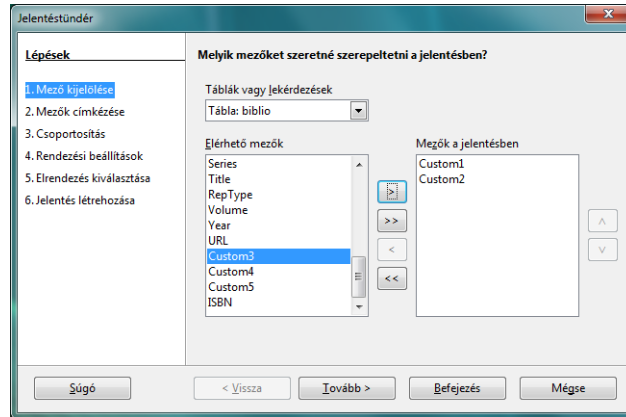 Jelentéstündér
Lépések
1. Mező kijelölése
2. Mezők címkézése
3. Csoportosítás
4. Rendezési beállítások
5. Elrendezés kiválasztása
6. Jelentés létrehozása
Melyik mezőket szeretné szerepeltetni a jelentésben?
Táblák vagy lekérdezések
Tábla: biblio
Elérhető mezők
Series
Title
RepType
Volume
Year
URL
Custom3
Custom4
Custom5
ISBN
>
>>
<
<<
Mezők a jelentésben
Custom1
Custom2
Súgó
< Vissza
Tovább >
Befejezés
Mégse